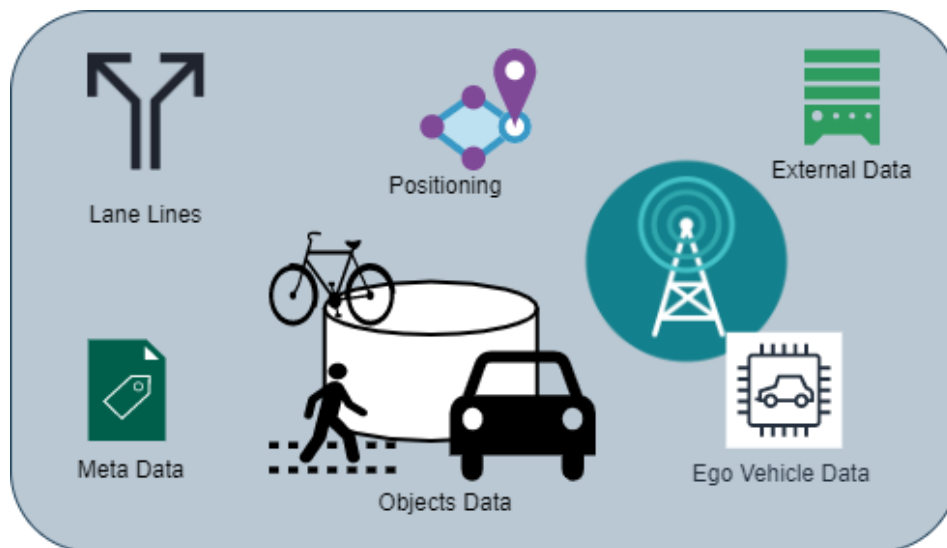 Lane Lines
Positioning
External Data
Meta Data
Objects Data
Ego Vehicle Data